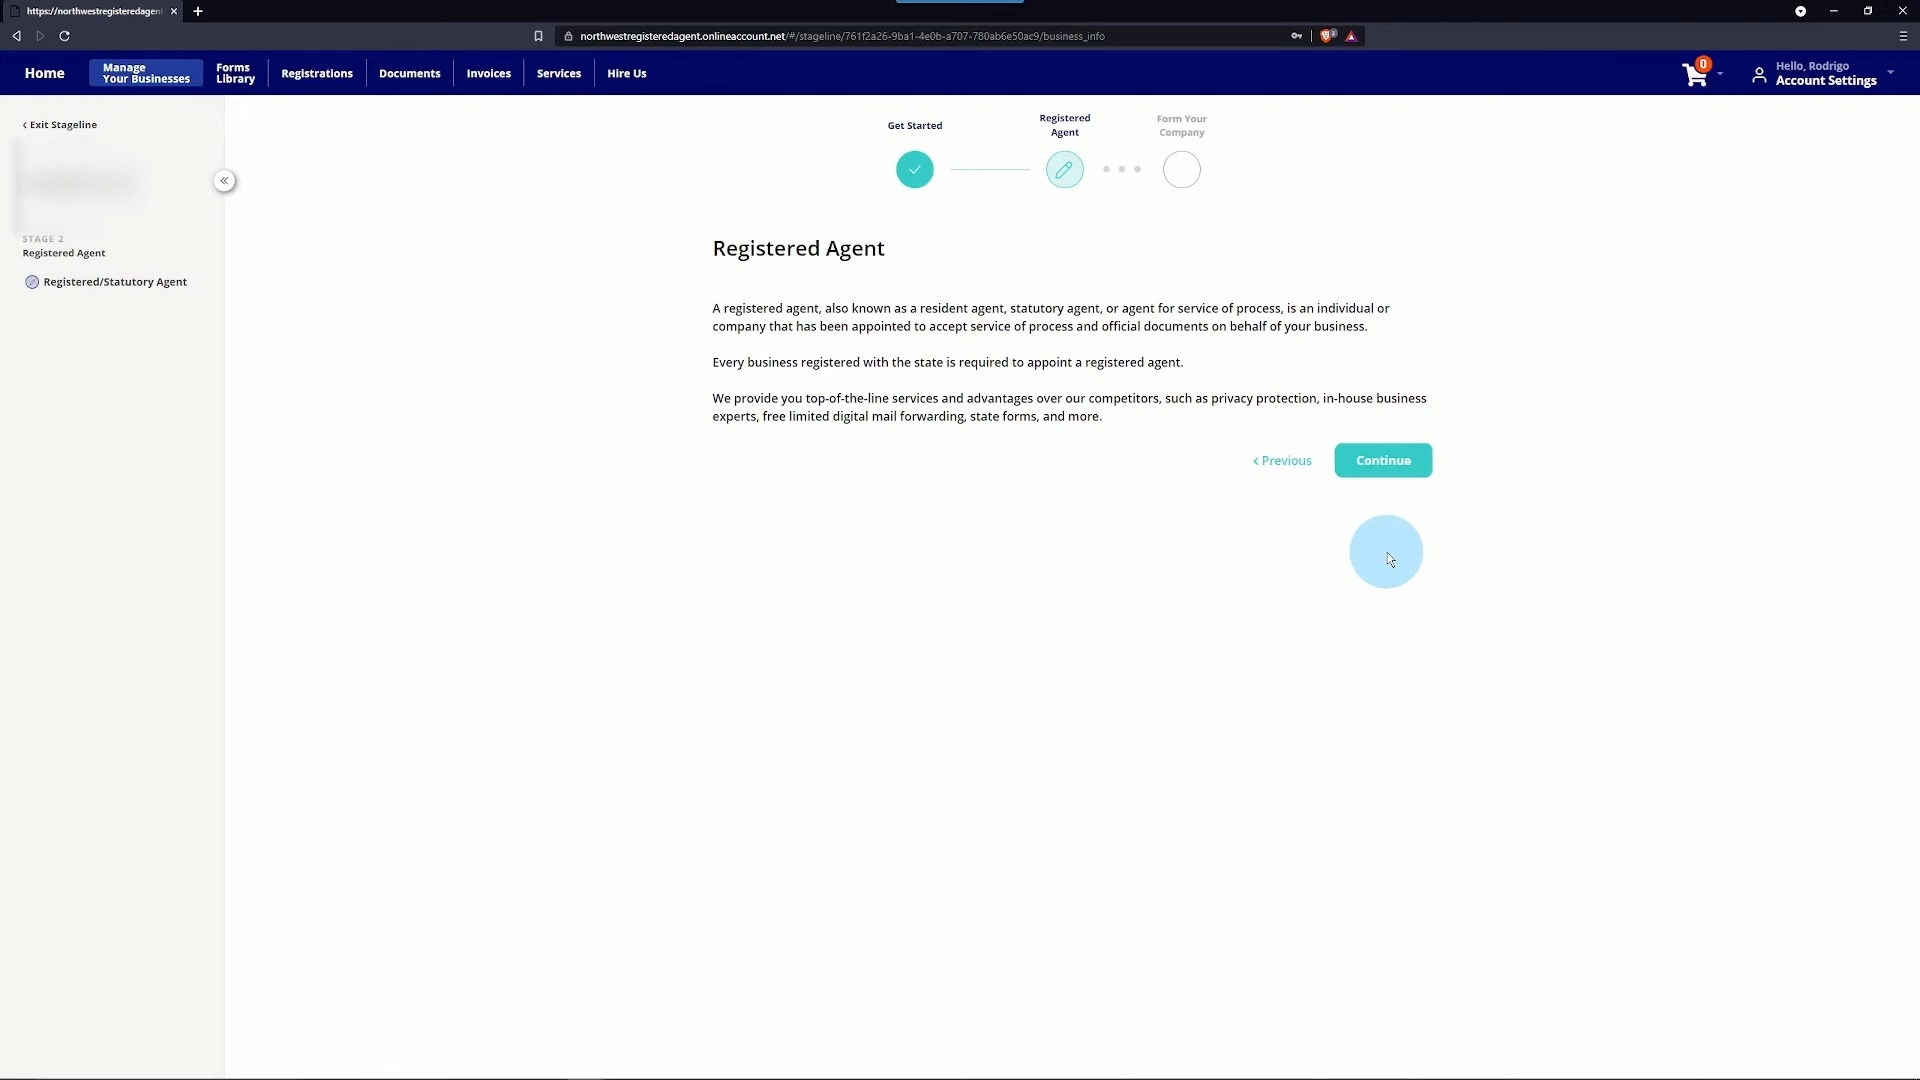 https://northwestregisteredagent
northwestregisteredagent.onlineaccount.net/#/stageline/761f2a26-9ba1-4e0b-a707-780ab6e50ac9/business_info
Home
Manage
Your Businesses
Forms
Library
Registrations
Documents
Invoices
Services
Hire Us
0
Hello, Rodrigo
Account Settings
Exit Stageline
STAGE 2
Registered Agent
Registered/Statutory Agent
Get Started
Registered
Agent
Form Your
Company
Registered Agent
A registered agent, also known as a resident agent, statutory agent, or agent for service of process, is an individual or
company that has been appointed to accept service of process and official documents on behalf of your business.
Every business registered with the state is required to appoint a registered agent.
We provide you top-of-the-line services and advantages over our competitors, such as privacy protection, in-house business
experts, free limited digital mail forwarding, state forms, and more.
Previous
Continue